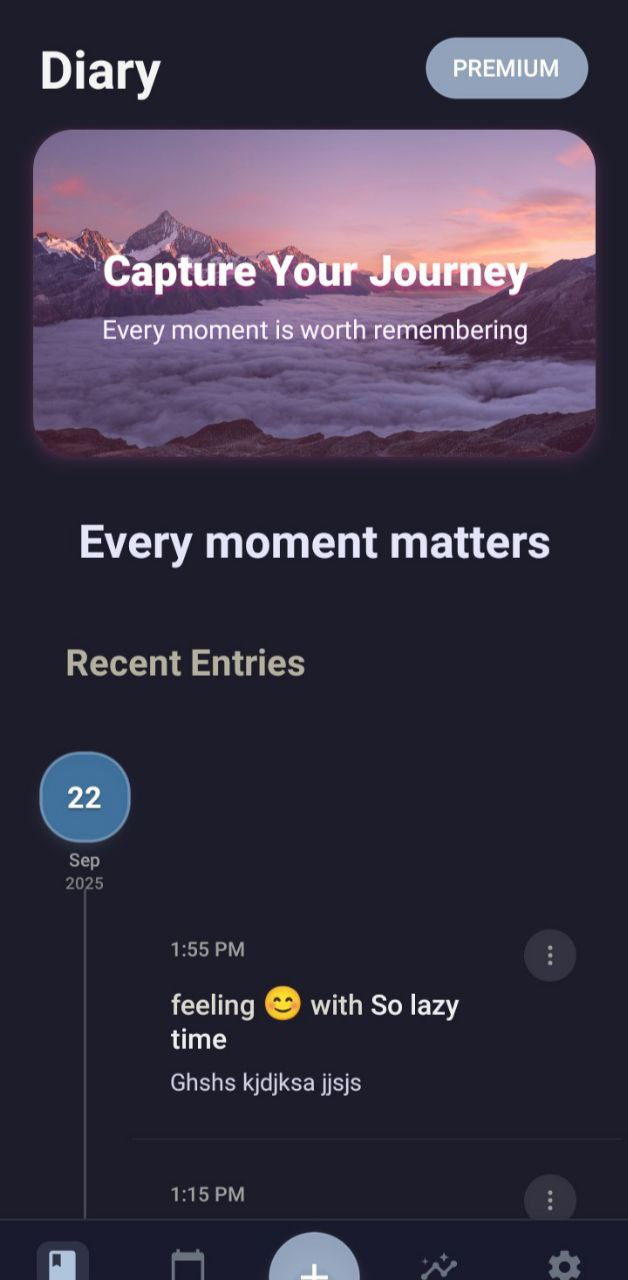 Diary
PREMIUM
Capture Your Journey
Every moment is worth remembering
Every moment matters
Recent Entries
22
Sep
2025
1:55 PM
feeling 😊 with So lazy
time
Ghshs kjdjksa jjsjs
1:15 PM